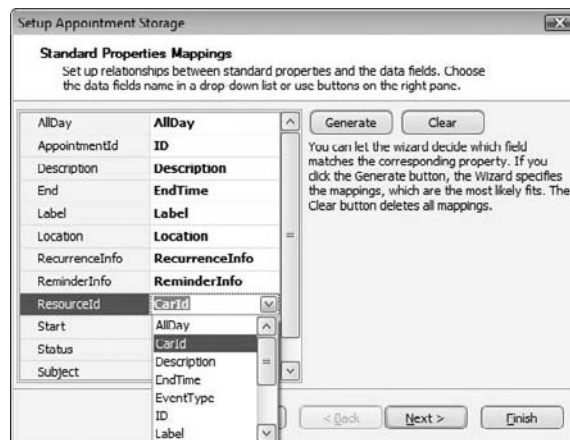 Setup Appointment Storage
Standard Properties Mappings
Set up relationships between standard properties and the data fields. Choose
the data fields name in a drop-down list or use buttons on the right pane.
AllDay AllDay
AppointmentId ID
Description Description
End EndTime
Label Label
Location Location
RecurrenceInfo RecurrenceInfo
ReminderInfo ReminderInfo
ResourceId CarId
Start
Status
Subject
AllDay
CarId
Description
EndTime
EventType
ID
Label
Generate Clear
You can let the wizard decide which field
matches the corresponding property. If you
click the Generate button, the Wizard specifies
the mappings, which are the most likely fits. The
Clear button deletes all mappings.
< Back Next > Finish